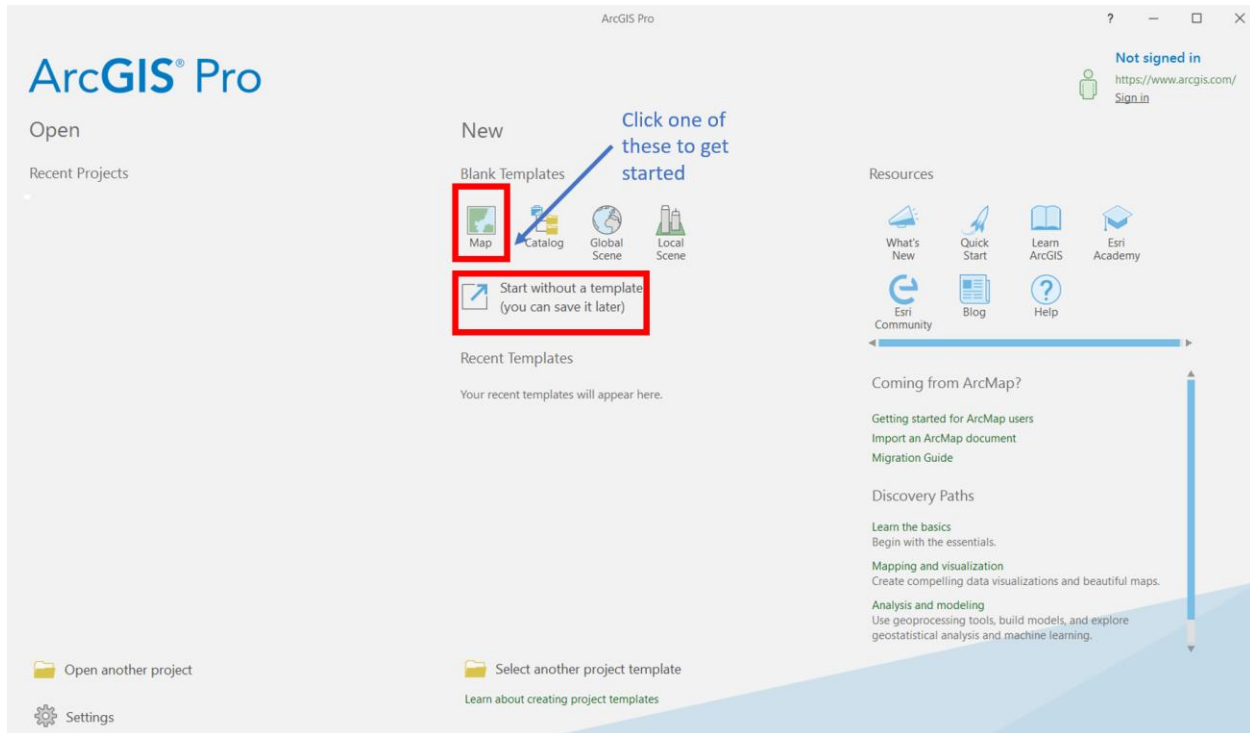 ArcGIS Pro
?
ArcGIS® Pro
Not signed in
https://www.arcgis.com/
Sign in
Open
Recent Projects
New
Click one of
these to get
started
Blank Templates
Map
Catalog
Global
Scene
Local
Scene
Start without a template
(you can save it later)
Recent Templates
Your recent templates will appear here.
Resources
What's
New
Quick
Start
Learn
ArcGIS
Esri
Academy
Esri
Community
Blog
Help
Coming from ArcMap?
Getting started for ArcMap users
Import an ArcMap document
Migration Guide
Discovery Paths
Learn the basics
Begin with the essentials.
Mapping and visualization
Create compelling data visualizations and beautiful maps.
Analysis and modeling
Use geoprocessing tools, build models, and explore
geostatistical analysis and machine learning.
Open another project
Settings
Select another project template
Learn about creating project templates